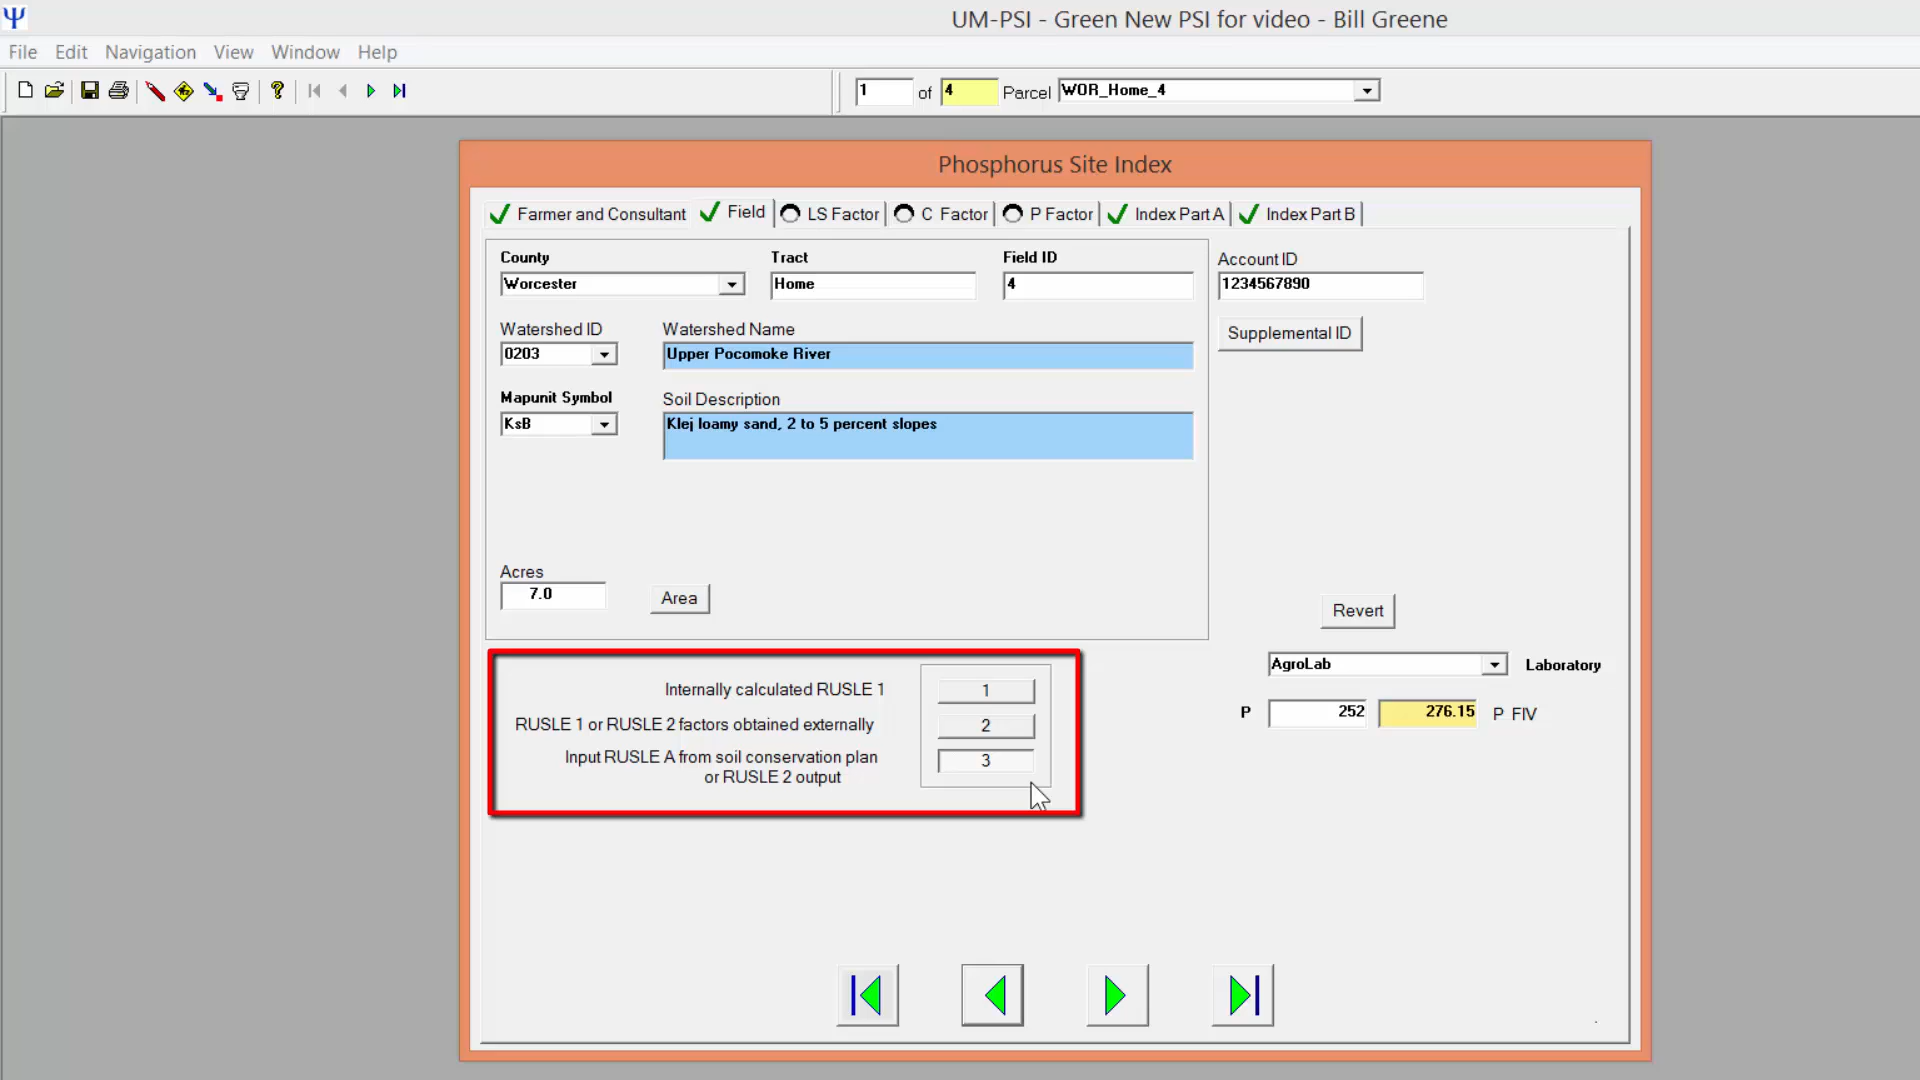 UM-PSI - Green New PSI for video - Bill Greene
File Edit Navigation View Window Help
1 of 4 Parcel WOR_Home_4
Phosphorus Site Index
Farmer and Consultant Field LS Factor C Factor P Factor Index Part A Index Part B
County Tract Field ID Account ID
Worcester Home 4 1234567890
Watershed ID Watershed Name Supplemental ID
0203 Upper Pocomoke River
Mapunit Symbol Soil Description
KsB Klej loamy sand, 2 to 5 percent slopes
Acres
7.0 Area
Revert
AgroLab Laboratory
P 252 276.15 P FIV
Internally calculated RUSLE 1 1
RUSLE 1 or RUSLE 2 factors obtained externally 2
Input RUSLE A from soil conservation plan 3
or RUSLE 2 output